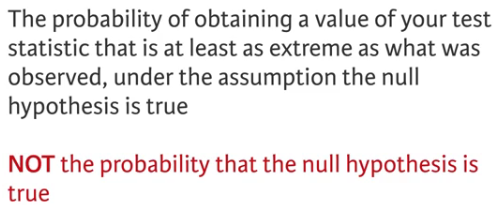 The probability of obtaining a value of your test
statistic that is at least as extreme as what was
observed, under the assumption the null
hypothesis is true
NOT the probability that the null hypothesis is
true